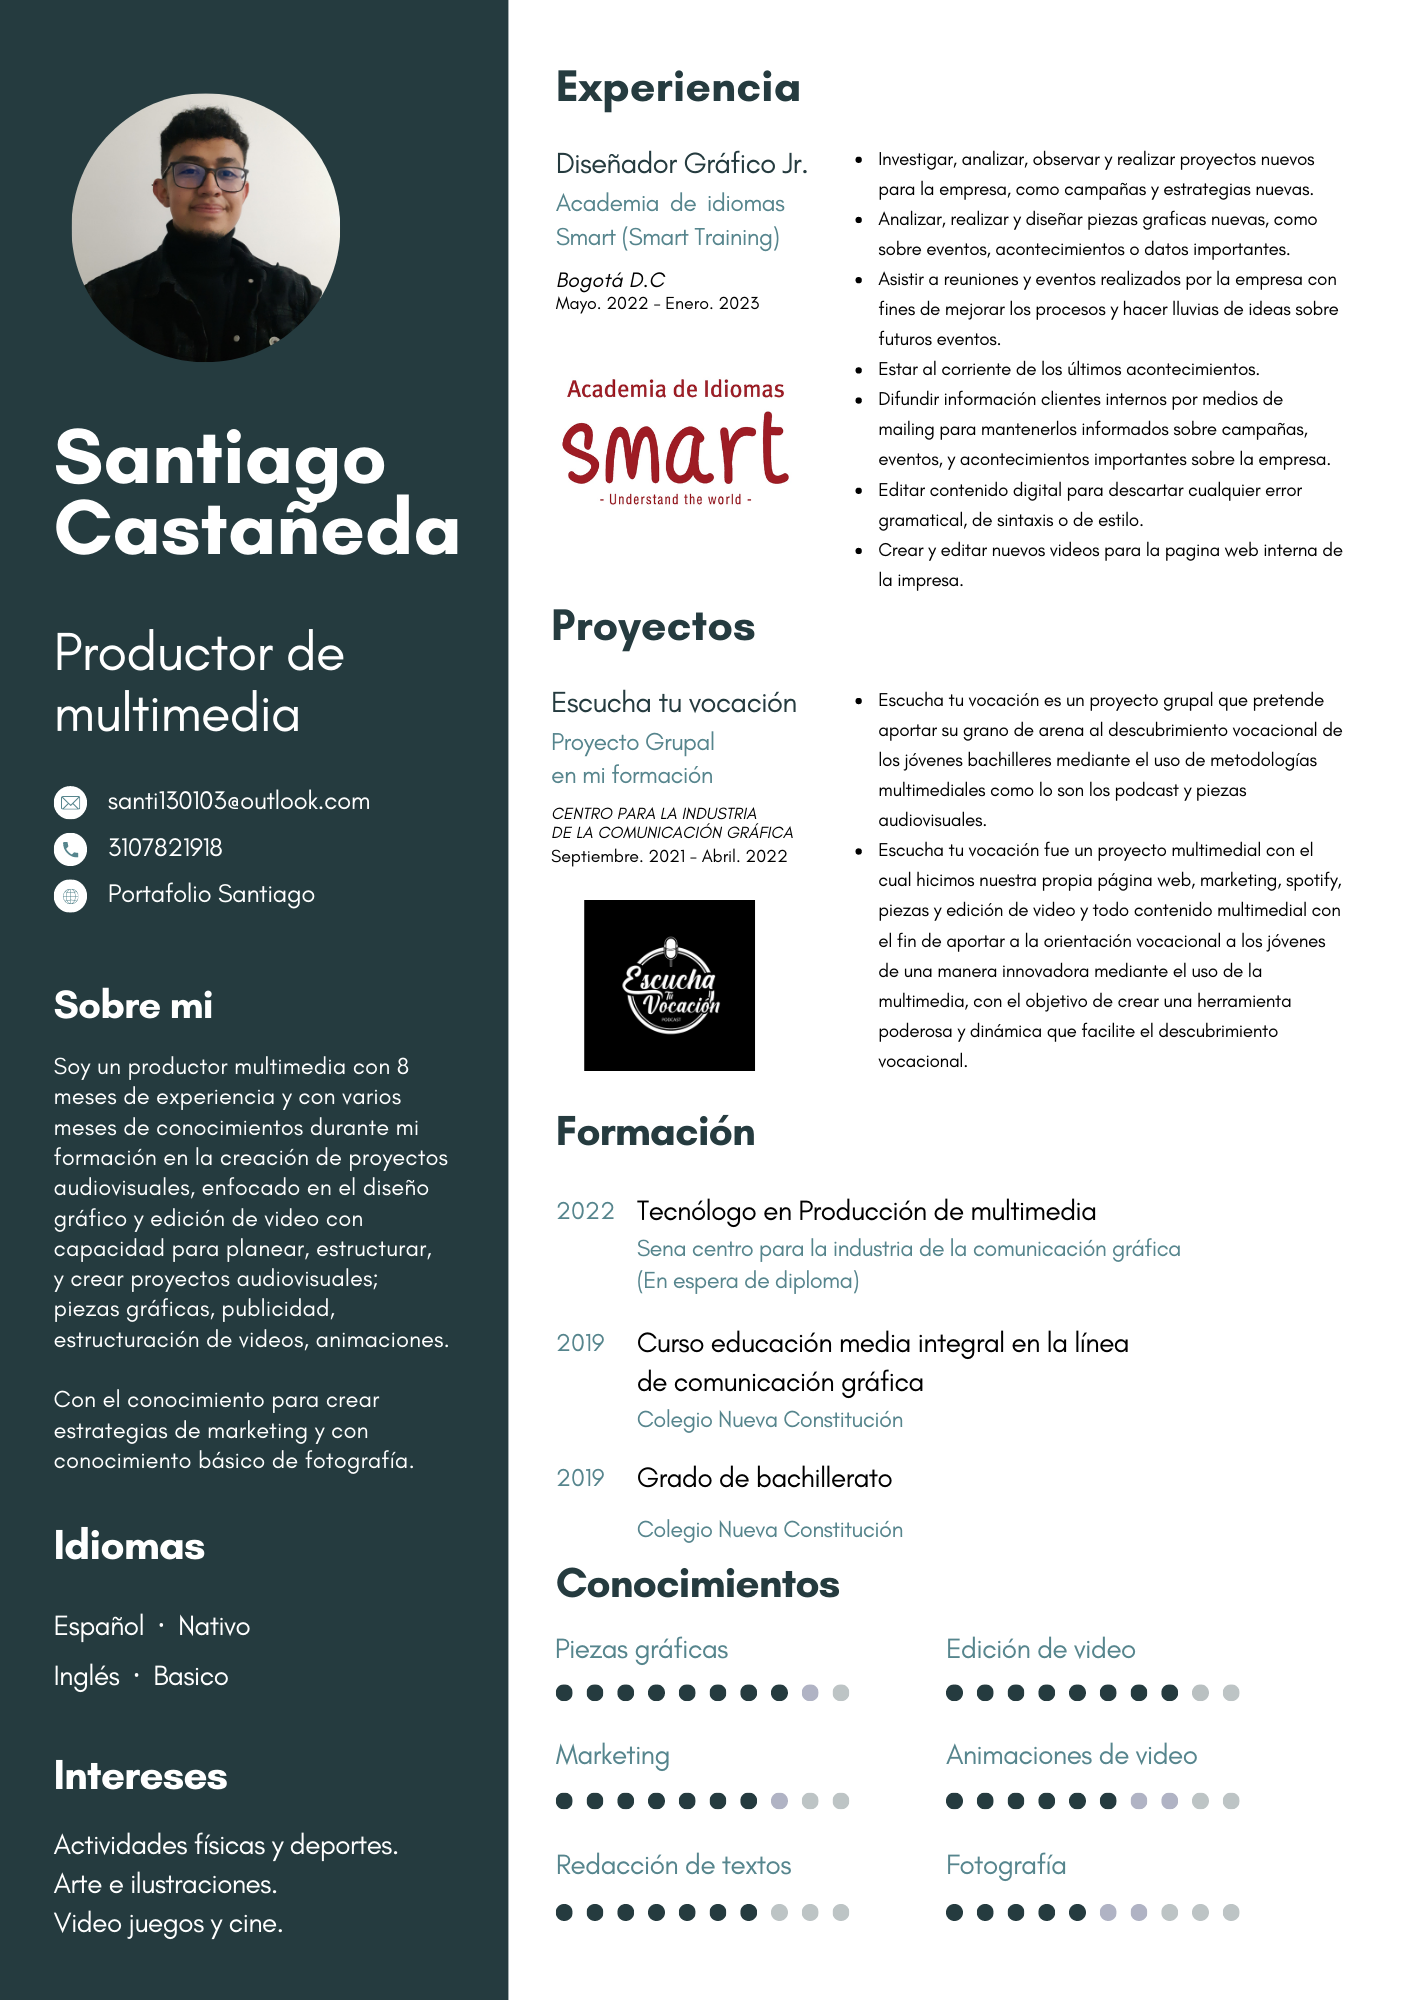 Santiago
Castañeda
Productor de
multimedia
santi130103@outlook.com
3107821918
Portafolio Santiago
Sobre mi
Soy un productor multimedia con 8
meses de experiencia y con varios
meses de conocimientos durante mi
formación en la creación de proyectos
audiovisuales, enfocado en el diseño
gráfico y edición de video con
capacidad para planear, estructurar,
y crear proyectos audiovisuales;
piezas gráficas, publicidad,
estructuración de videos, animaciones.
Con el conocimiento para crear
estrategias de marketing y con
conocimiento básico de fotografía.
Idiomas
Español · Nativo
Inglés · Basico
Intereses
Actividades físicas y deportes.
Arte e ilustraciones.
Video juegos y cine.
Experiencia
Diseñador Gráfico Jr.
Academia de idiomas
Smart (Smart Training)
Bogotá D.C
Mayo. 2022 - Enero. 2023
Academia de Idiomas
smart
- Understand the world -
• Investigar, analizar, observar y realizar proyectos nuevos
para la empresa, como campañas y estrategias nuevas.
• Analizar, realizar y diseñar piezas graficas nuevas, como
sobre eventos, acontecimientos o datos importantes.
• Asistir a reuniones y eventos realizados por la empresa con
fines de mejorar los procesos y hacer lluvias de ideas sobre
futuros eventos.
• Estar al corriente de los últimos acontecimientos.
• Difundir información clientes internos por medios de
mailing para mantenerlos informados sobre campañas,
eventos, y acontecimientos importantes sobre la empresa.
• Editar contenido digital para descartar cualquier error
gramatical, de sintaxis o de estilo.
• Crear y editar nuevos videos para la pagina web interna de
la impresa.
Proyectos
Escucha tu vocación
Proyecto Grupal
en mi formación
CENTRO PARA LA INDUSTRIA
DE LA COMUNICACIÓN GRÁFICA
Septiembre. 2021 - Abril. 2022
Escucha
Tu
Vocación
PODCAST
• Escucha tu vocación es un proyecto grupal que pretende
aportar su grano de arena al descubrimiento vocacional de
los jóvenes bachilleres mediante el uso de metodologías
multimediales como lo son los podcast y piezas
audiovisuales.
• Escucha tu vocación fue un proyecto multimedial con el
cual hicimos nuestra propia página web, marketing, spotify,
piezas y edición de video y todo contenido multimedial con
el fin de aportar a la orientación vocacional a los jóvenes
de una manera innovadora mediante el uso de la
multimedia, con el objetivo de crear una herramienta
poderosa y dinámica que facilite el descubrimiento
vocacional.
Formación
2022 Tecnólogo en Producción de multimedia
Sena centro para la industria de la comunicación gráfica
(En espera de diploma)
2019 Curso educación media integral en la línea
de comunicación gráfica
Colegio Nueva Constitución
2019 Grado de bachillerato
Colegio Nueva Constitución
Conocimientos
Piezas gráficas
Edición de video
Marketing
Animaciones de video
Redacción de textos
Fotografía